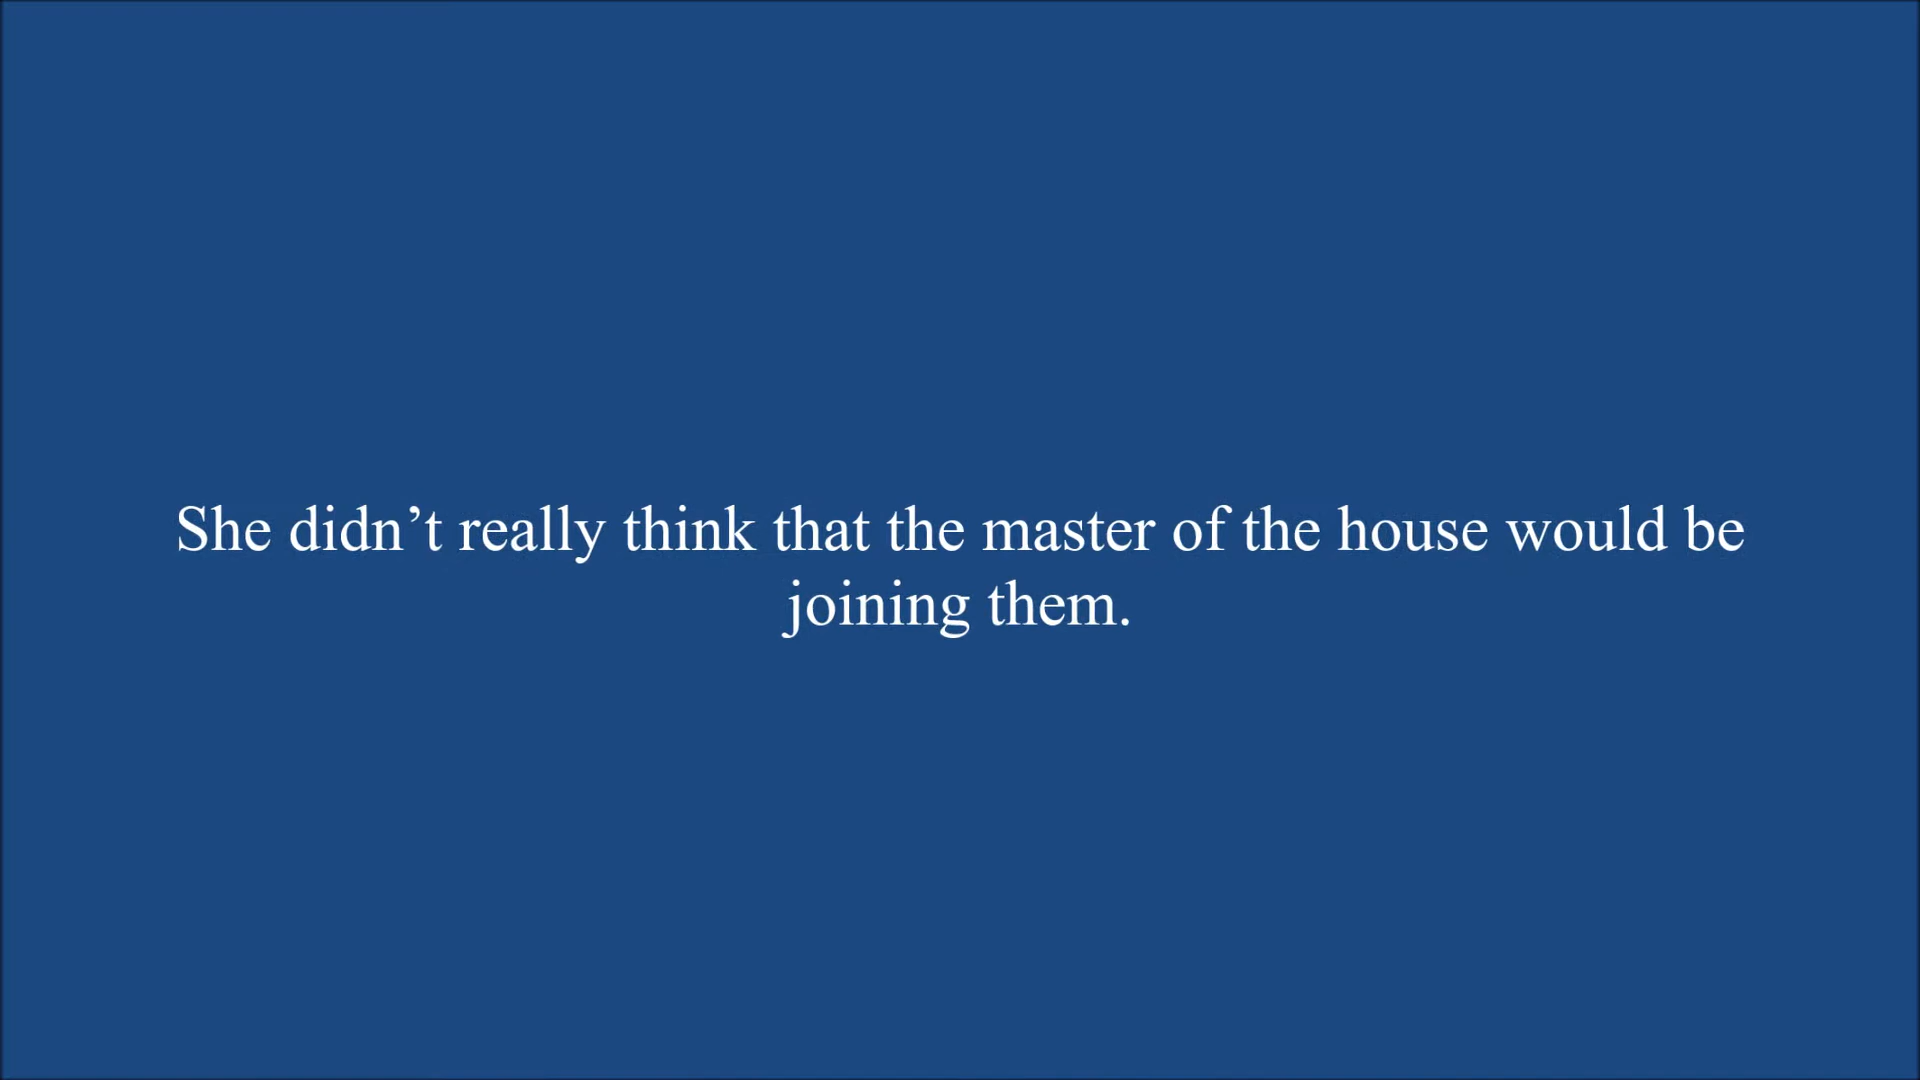 She didn’t really think that the master of the house would be
joining them.